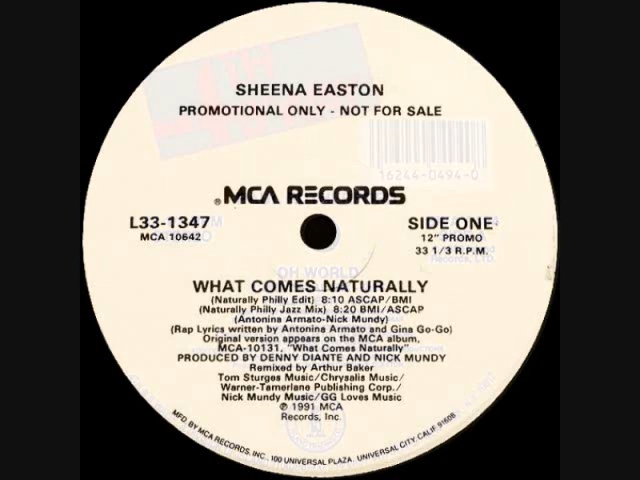 SHEENA EASTON
PROMOTIONAL ONLY - NOT FOR SALE
16244-0494-0
® MCA RECORDS
L33-1347
MCA 10642
SIDE ONE
12" PROMO
33 1/3 R.P.M.
Records, LTD.
OH WORLD
WHAT COMES NATURALLY
(Naturally Philly Edit) 8:10 ASCAP/BMI
(Naturally Philly Jazz Mix) 8:20 BMI/ASCAP
(Antonina Armato-Nick Mundy)
(Rap Lyrics written by Antonina Armato and Gina Go-Go)
Original version appears on the MCA album,
MCA-10131, "What Comes Naturally"
PRODUCED BY DENNY DIANTE AND NICK MUNDY
Remixed by Arthur Baker
Tom Sturges Music/Chrysalis Music/
Warner-Tamerlane Publishing Corp./
Nick Mundy Music/GG Loves Music
℗ 1991 MCA
Records, Inc.
MFD. BY MCA RECORDS, INC., 100 UNIVERSAL PLAZA, UNIVERSAL CITY, CALIF. 91608